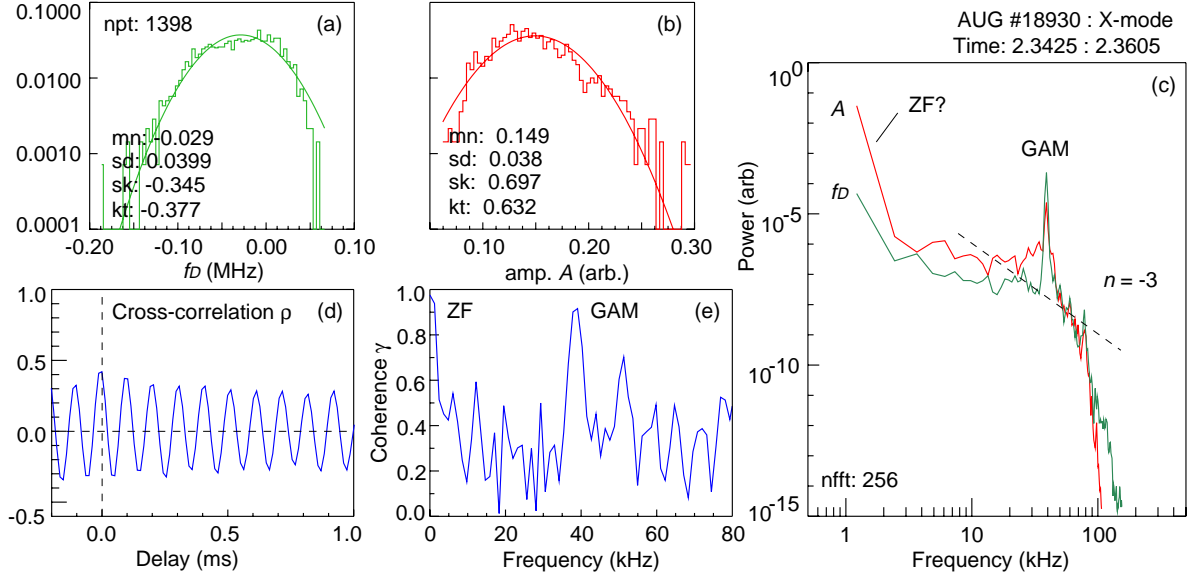 AUG #18930 : X-mode
Time: 2.3425 : 2.3605
0.1000
0.0100
0.0010
0.0001
npt: 1398
(a)
mn: -0.029
sd: 0.0399
sk: -0.345
kt: -0.377
-0.20
-0.10
0.00
0.10
fD (MHz)
(b)
mn: 0.149
sd: 0.038
sk: 0.697
kt: 0.632
0.10
0.20
0.30
amp. A (arb.)
(c)
10^0
10^-5
10^-10
10^-15
Power (arb)
A
ZF?
GAM
fD
n = -3
nfft: 256
1
10
100
Frequency (kHz)
1.0
0.5
0.0
-0.5
Cross-correlation ρ
(d)
0.0
0.5
1.0
Delay (ms)
1.0
0.8
0.6
0.4
0.2
0.0
Coherence γ
ZF
GAM
(e)
0
20
40
60
80
Frequency (kHz)